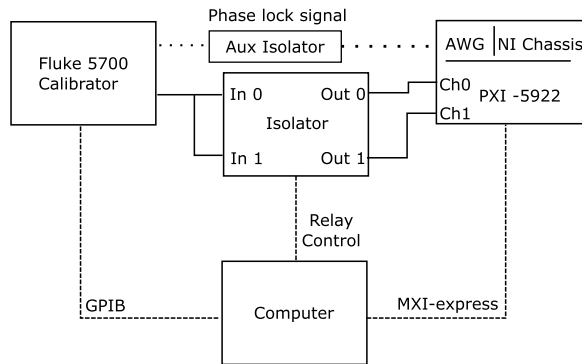 Phase lock signal
Aux Isolator
AWG | NI Chassis
Fluke 5700
Calibrator
PXI -5922
Ch0
Ch1
In 0 Out 0
Isolator
In 1 Out 1
Relay
Control
GPIB
Computer
MXI-express